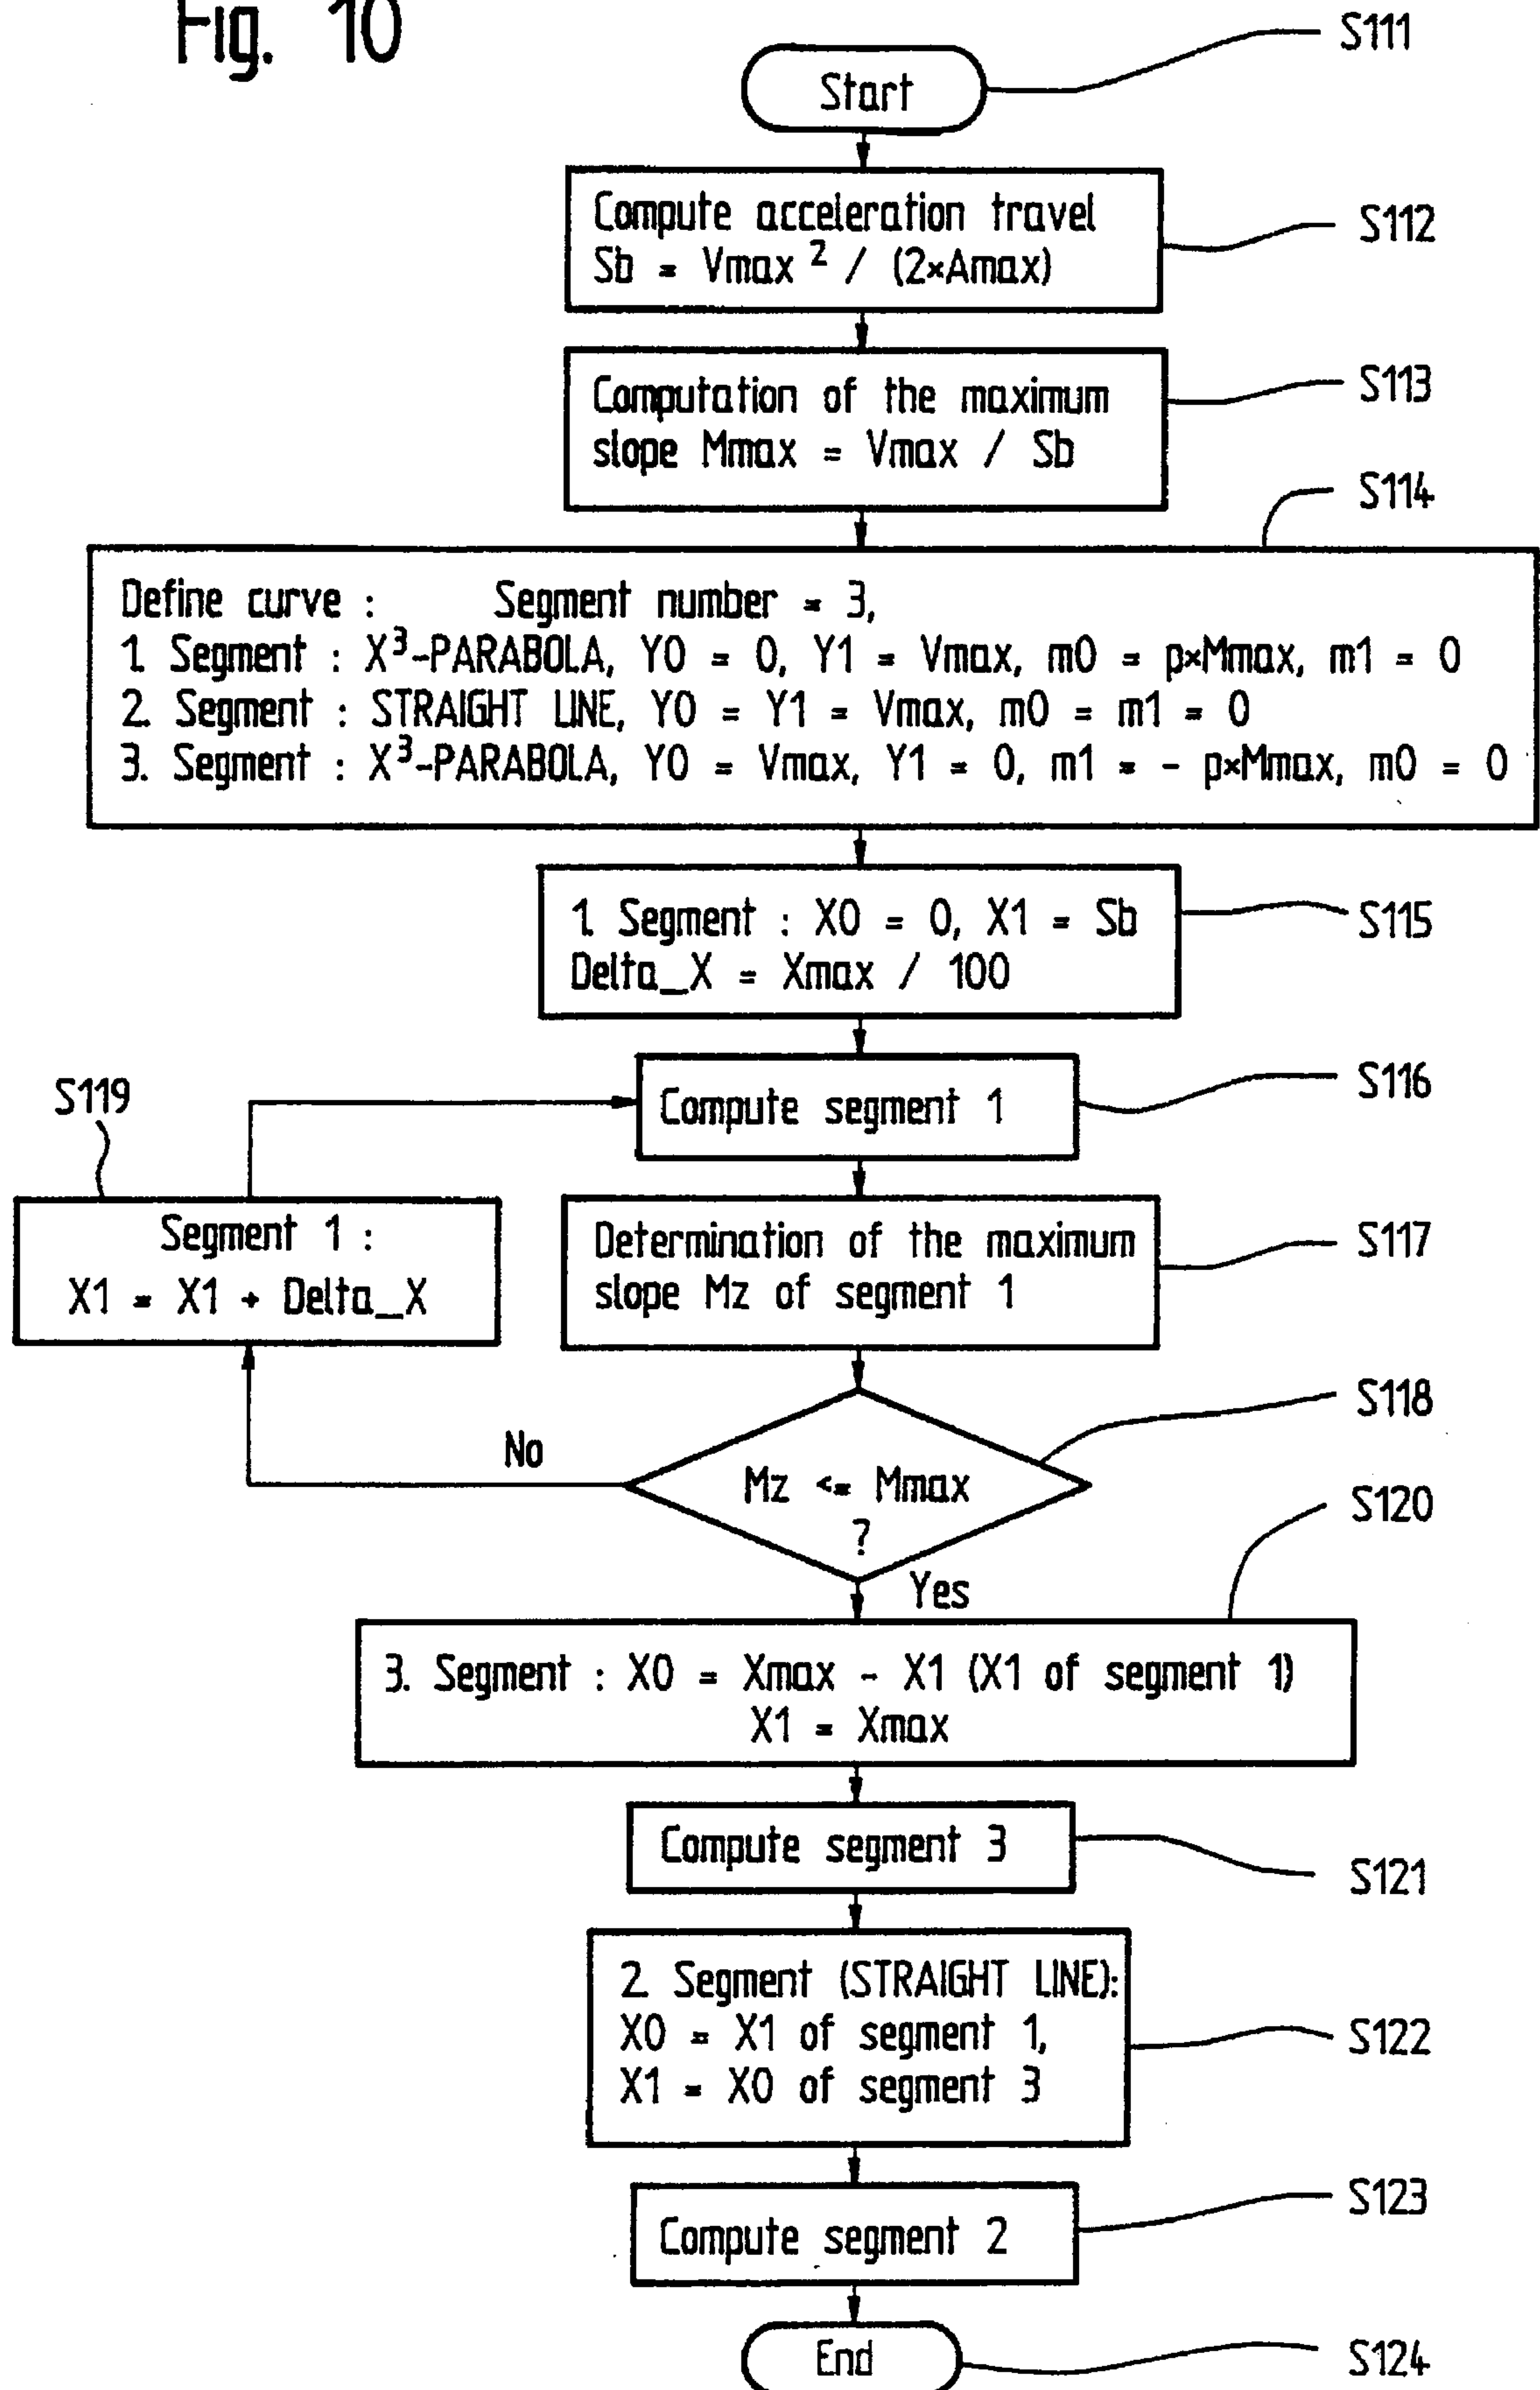 Fig. 10
S111
Start
Compute acceleration travel
Sb = Vmax² / (2×Amax)
S112
Computation of the maximum
slope Mmax = Vmax / Sb
S113
S114
Define curve : Segment number = 3,
1. Segment : X³-PARABOLA, Y0 = 0, Y1 = Vmax, m0 = p×Mmax, m1 = 0
2. Segment : STRAIGHT LINE, Y0 = Y1 = Vmax, m0 = m1 = 0
3. Segment : X³-PARABOLA, Y0 = Vmax, Y1 = 0, m1 = - p×Mmax, m0 = 0
1. Segment : X0 = 0, X1 = Sb
Delta_X = Xmax / 100
S115
S119
Compute segment 1
S116
Segment 1 :
X1 = X1 + Delta_X
Determination of the maximum
slope Mz of segment 1
S117
S118
No
Mz <= Mmax
?
Yes
S120
3. Segment : X0 = Xmax - X1 (X1 of segment 1)
X1 = Xmax
Compute segment 3
S121
2. Segment (STRAIGHT LINE):
X0 = X1 of segment 1,
X1 = X0 of segment 3
S122
Compute segment 2
S123
End
S124